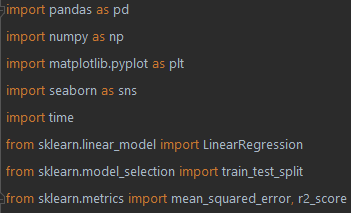 import pandas as pd
import numpy as np
import matplotlib.pyplot as plt
import seaborn as sns
import time
from sklearn.linear_model import LinearRegression
from sklearn.model_selection import train_test_split
from sklearn.metrics import mean_squared_error, r2_score